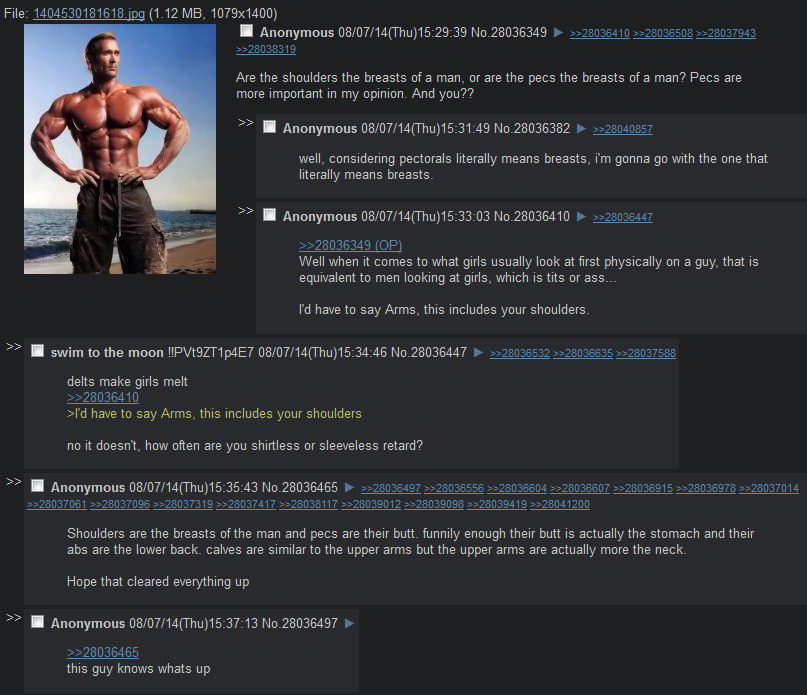 File: 1404530181618.jpg (1.12 MB, 1079x1400)
Anonymous 08/07/14(Thu)15:29:39 No.28036349 ▶ >>28036410 >>28036508 >>28037943
>>28038319
Are the shoulders the breasts of a man, or are the pecs the breasts of a man? Pecs are
more important in my opinion. And you??
>> Anonymous 08/07/14(Thu)15:31:49 No.28036382 ▶ >>28040857
well, considering pectorals literally means breasts, i'm gonna go with the one that
literally means breasts.
>> Anonymous 08/07/14(Thu)15:33:03 No.28036410 ▶ >>28036447
>>28036349 (OP)
Well when it comes to what girls usually look at first physically on a guy, that is
equivalent to men looking at girls, which is tits or ass...
I'd have to say Arms, this includes your shoulders.
>> swim to the moon !!PVt9ZT1p4E7 08/07/14(Thu)15:34:46 No.28036447 ▶ >>28036532 >>28036635 >>28037588
delts make girls melt
>>28036410
>I'd have to say Arms, this includes your shoulders
no it doesn't, how often are you shirtless or sleeveless retard?
>> Anonymous 08/07/14(Thu)15:35:43 No.28036465 ▶ >>28036497 >>28036556 >>28036604 >>28036607 >>28036915 >>28036978 >>28037014
>>28037061 >>28037096 >>28037319 >>28037417 >>28038117 >>28039012 >>28039098 >>28039419 >>28041200
Shoulders are the breasts of the man and pecs are their butt. funnily enough their butt is actually the stomach and their
abs are the lower back. calves are similar to the upper arms but the upper arms are actually more the neck.
Hope that cleared everything up
>> Anonymous 08/07/14(Thu)15:37:13 No.28036497 ▶
>>28036465
this guy knows whats up